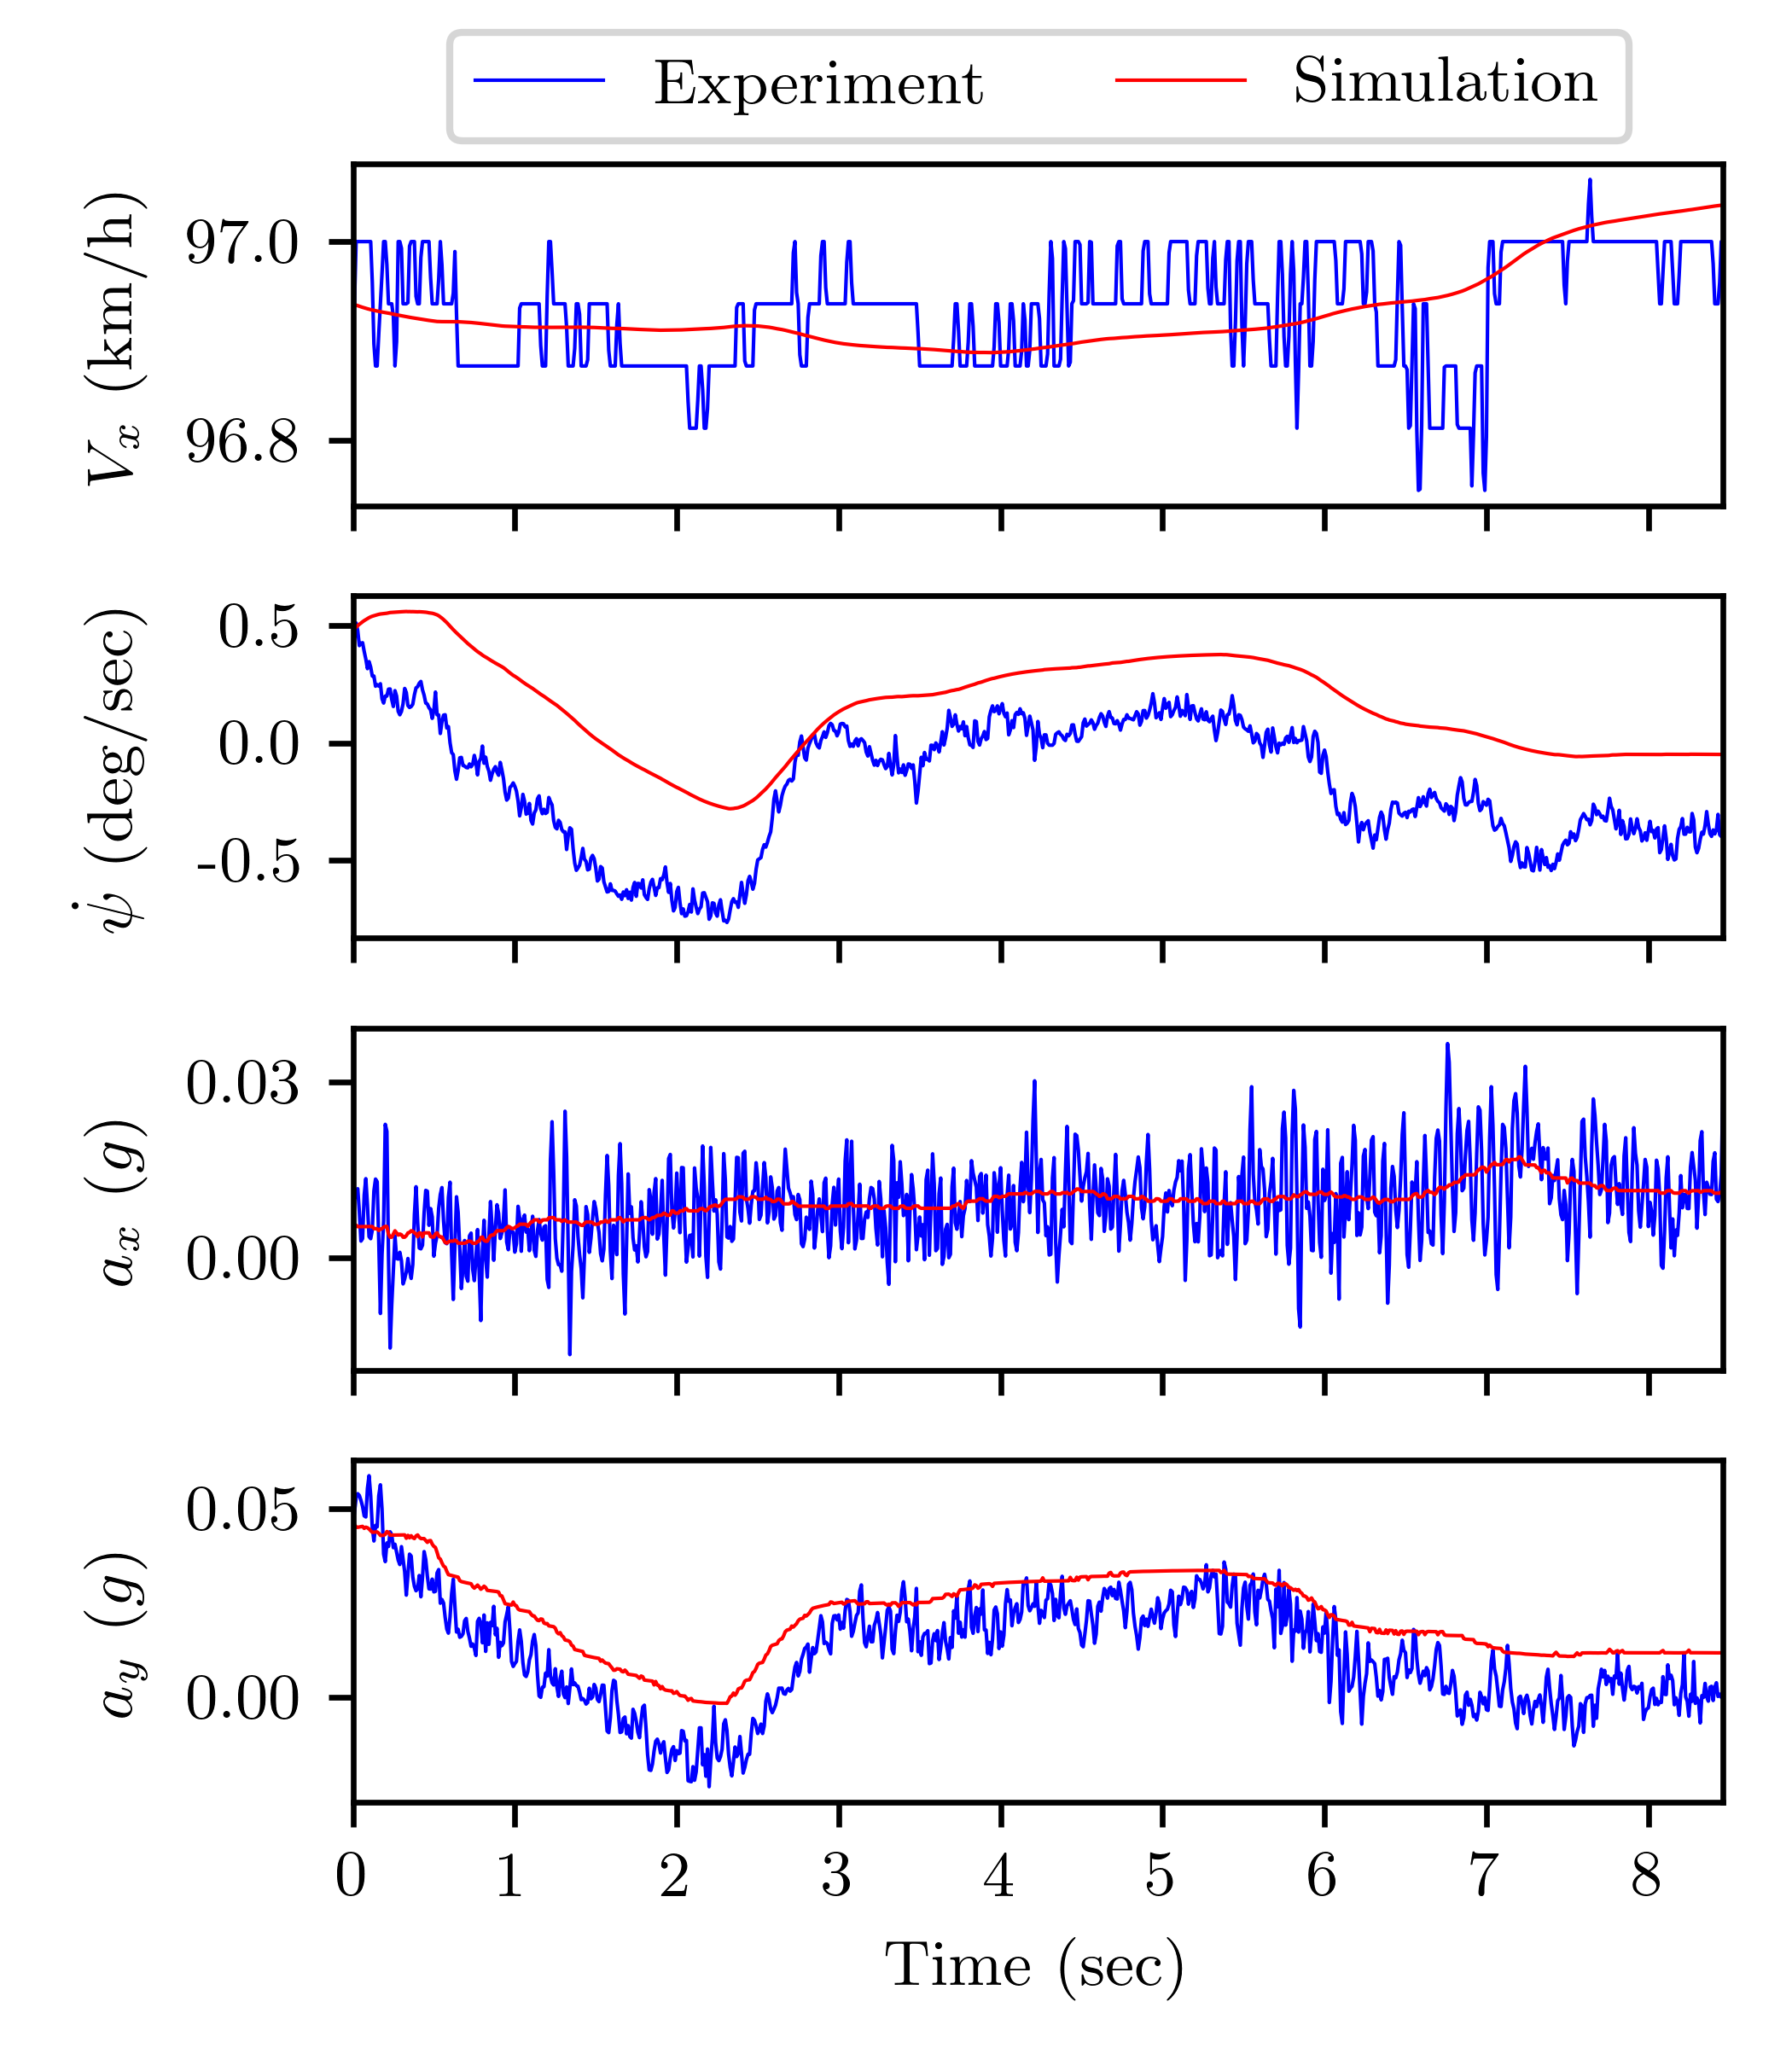 Experiment Simulation
V_x (km/h)
97.0
96.8
ψ̇ (deg/sec)
0.5
0.0
-0.5
a_x (g)
0.03
0.00
a_y (g)
0.05
0.00
0 1 2 3 4 5 6 7 8
Time (sec)